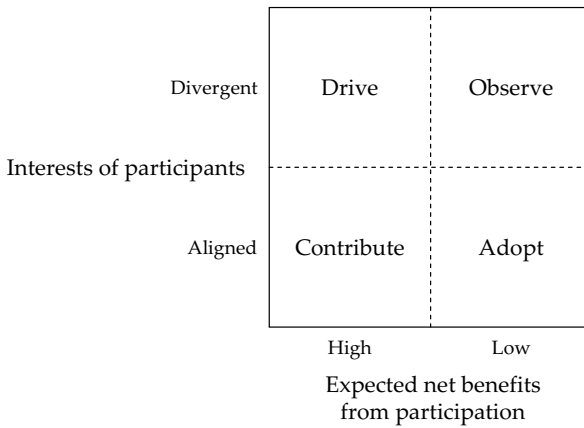 Divergent
Drive
Observe
Interests of participants
Aligned
Contribute
Adopt
High
Low
Expected net benefits
from participation